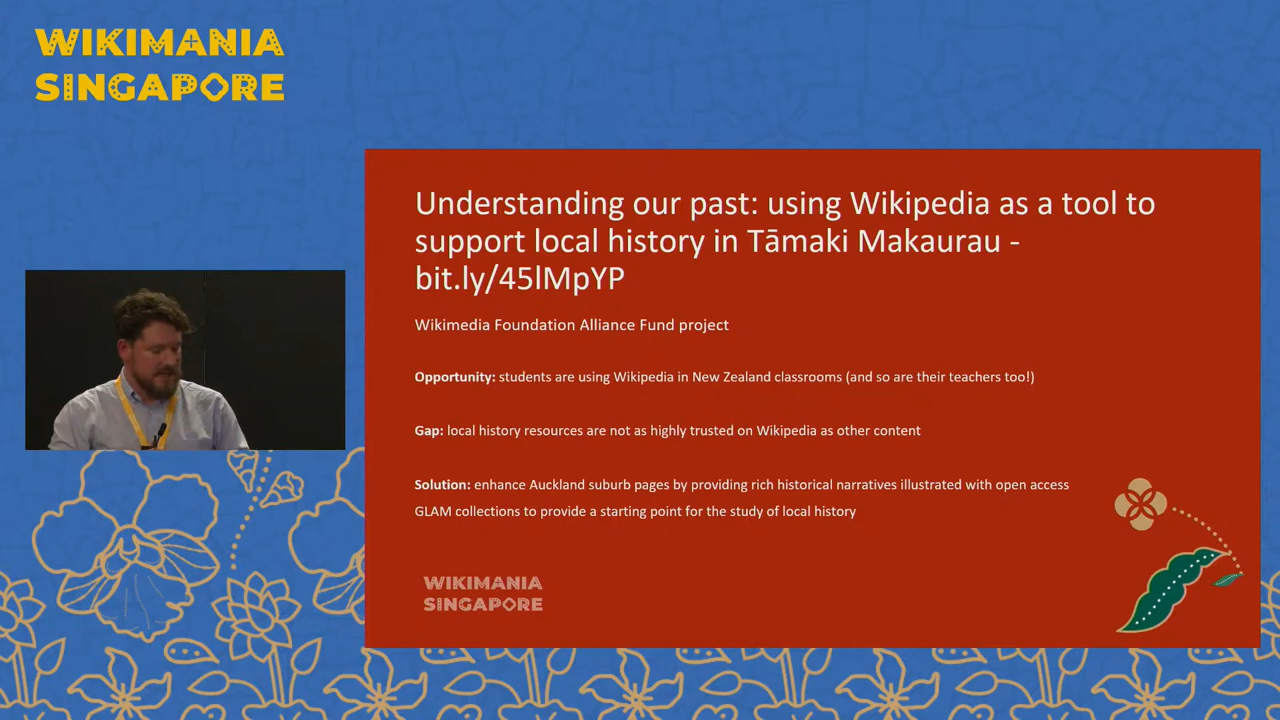 WIKIMANIA
SINGAPORE
Understanding our past: using Wikipedia as a tool to
support local history in Tāmaki Makaurau -
bit.ly/45lMpYP
Wikimedia Foundation Alliance Fund project
Opportunity: students are using Wikipedia in New Zealand classrooms (and so are their teachers too!)
Gap: local history resources are not as highly trusted on Wikipedia as other content
Solution: enhance Auckland suburb pages by providing rich historical narratives illustrated with open access
GLAM collections to provide a starting point for the study of local history
WIKIMANIA
SINGAPORE